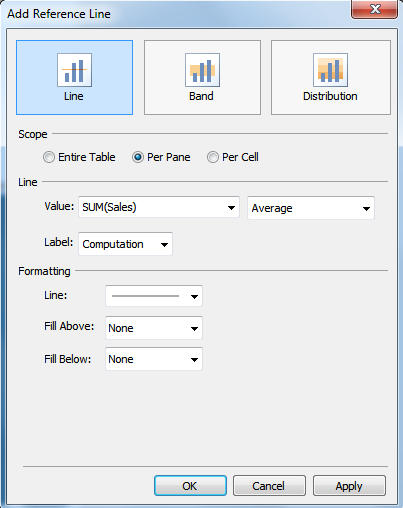 Add Reference Line
Line Band Distribution
Scope
Entire Table Per Pane Per Cell
Line
Value: SUM(Sales) Average
Label: Computation
Formatting
Line:
Fill Above: None
Fill Below: None
OK Cancel Apply